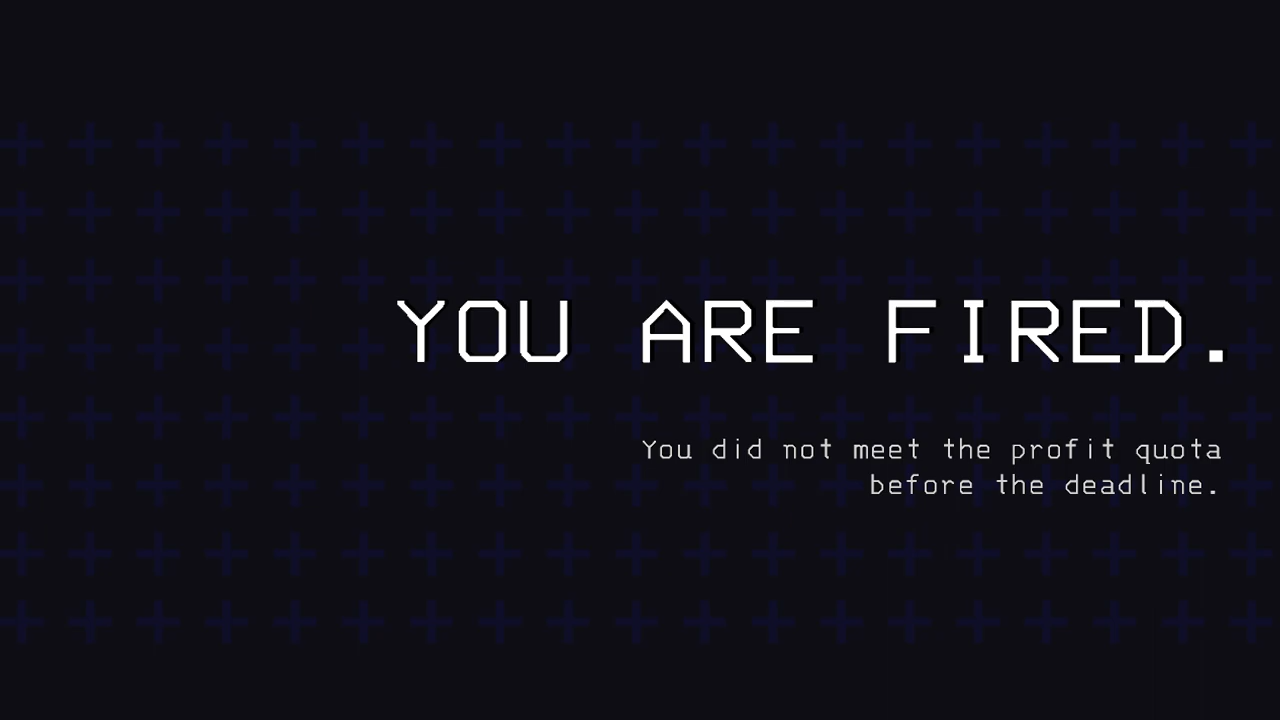 YOU ARE FIRED.
You did not meet the profit quota
before the deadline.